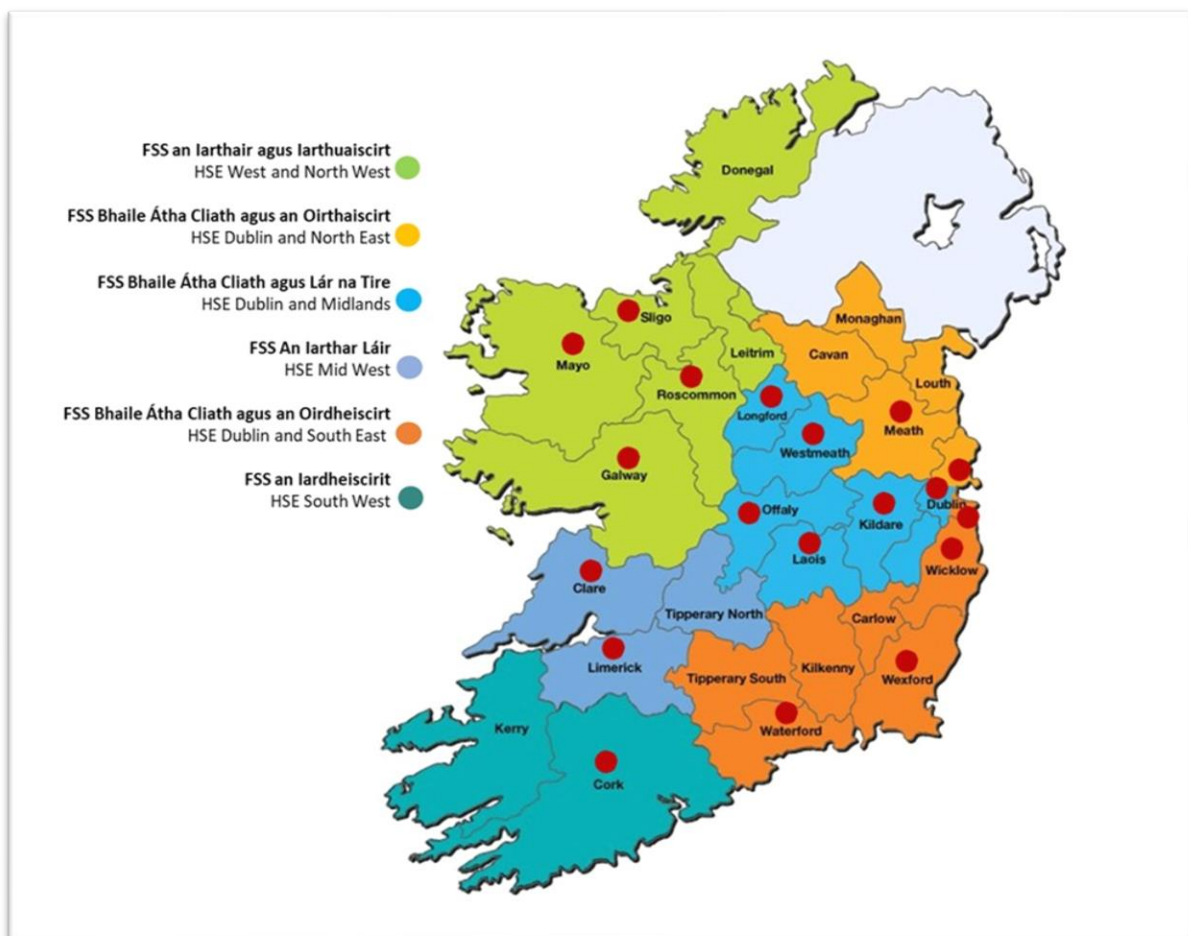 FSS an Iarthair agus Iarthuaiscirt
HSE West and North West
FSS Bhaile Átha Cliath agus an Oirthaiscirt
HSE Dublin and North East
FSS Bhaile Átha Cliath agus Lár na Tire
HSE Dublin and Midlands
FSS An Iarthar Láir
HSE Mid West
FSS Bhaile Átha Cliath agus an Oirdheiscirt
HSE Dublin and South East
FSS an Iardheiscirit
HSE South West
Donegal
Sligo
Monaghan
Leitrim
Cavan
Mayo
Louth
Roscommon
Longford
Meath
Westmeath
Galway
Dublin
Offaly
Kildare
Laois
Wicklow
Clare
Tipperary North
Carlow
Limerick
Kilkenny
Tipperary South
Wexford
Kerry
Waterford
Cork